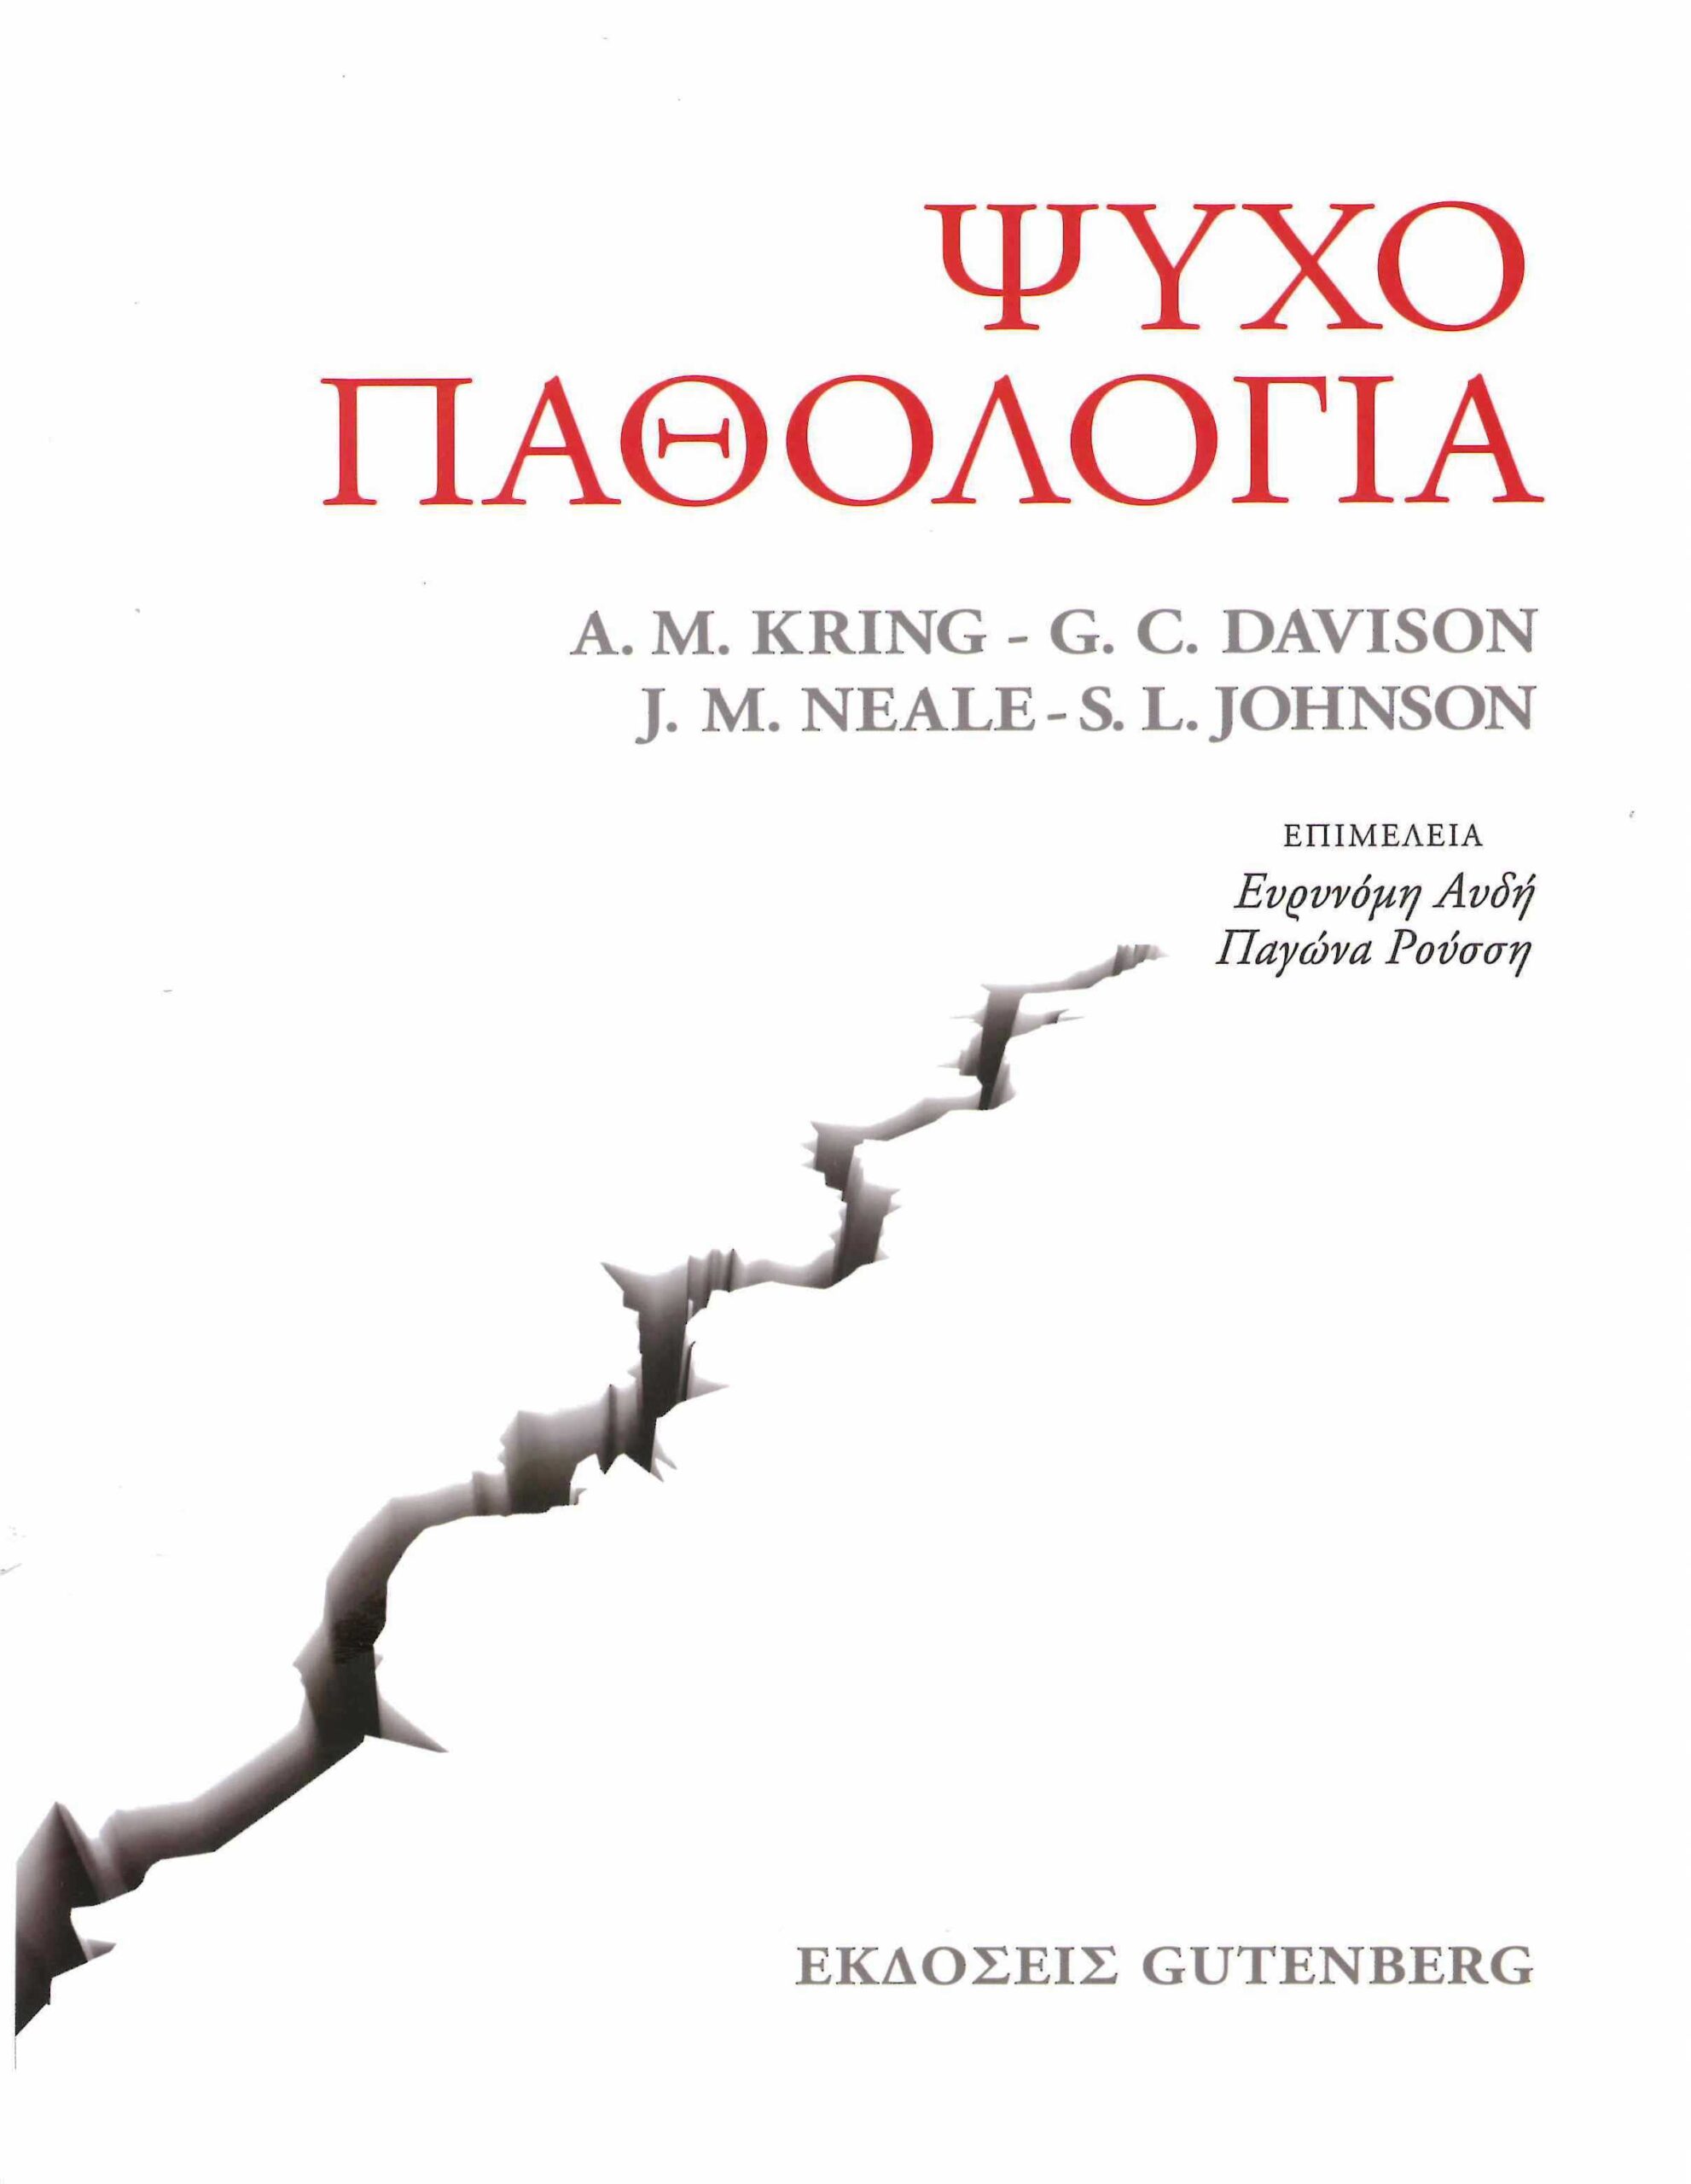 ΨΥΧΟ
ΠΑΘΟΛΟΓΙΑ
A. M. KRING - G. C. DAVISON
J. M. NEALE - S. L. JOHNSON
ΕΠΙΜΕΛΕΙΑ
Ευρυνόμη Αυδή
Παγώνα Ρούσση
ΕΚΔΟΣΕΙΣ GUTENBERG